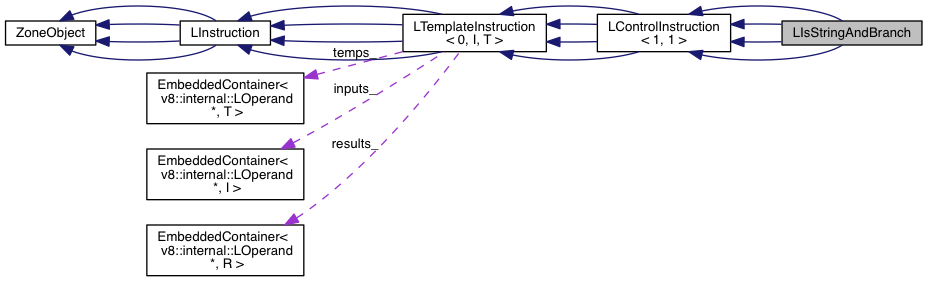 ZoneObject
LInstruction
LTemplateInstruction
< 0, I, T >
LControlInstruction
< 1, 1 >
LIsStringAndBranch
temps_
EmbeddedContainer<
v8::internal::LOperand
*, T >
inputs_
EmbeddedContainer<
v8::internal::LOperand
*, I >
results_
EmbeddedContainer<
v8::internal::LOperand
*, R >